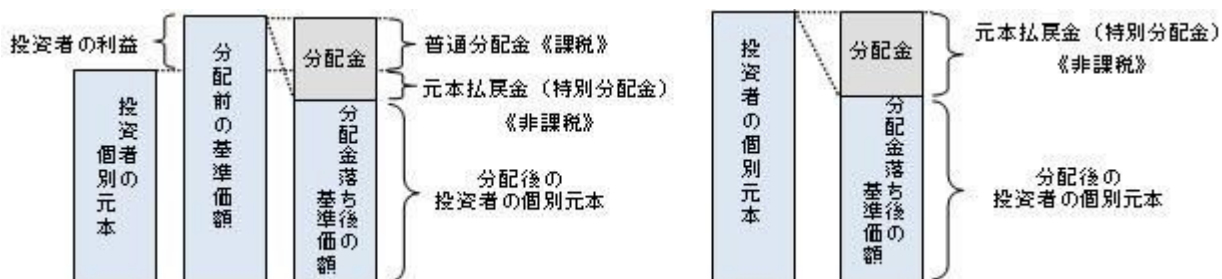 投資者の利益
投資者の
個別元本
分配前の基準価額
分配金
分配金落ち後の
基準価額
普通分配金《課税》
元本払戻金（特別分配金）
《非課税》
分配後の
投資者の個別元本
投資者の個別元本
分配金
分配金落ち後の
基準価額
元本払戻金（特別分配金）
《非課税》
分配後の
投資者の個別元本